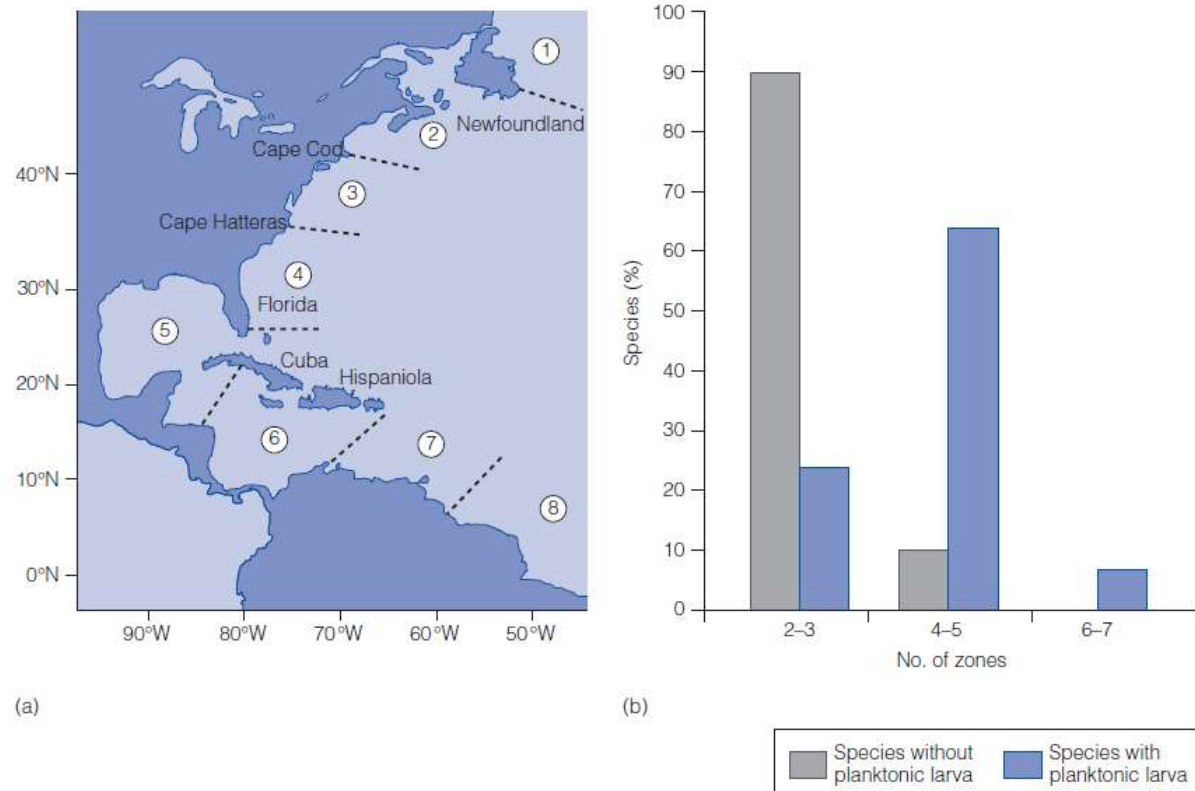 1
Newfoundland
2
Cape Cod
3
Cape Hatteras
4
Florida
5
Cuba
Hispaniola
6
7
8
40°N
30°N
20°N
10°N
0°N
90°W
80°W
70°W
60°W
50°W
(a)
100
90
80
70
60
50
40
30
20
10
0
Species (%)
2–3
4–5
6–7
No. of zones
(b)
Species without
planktonic larva
Species with
planktonic larva